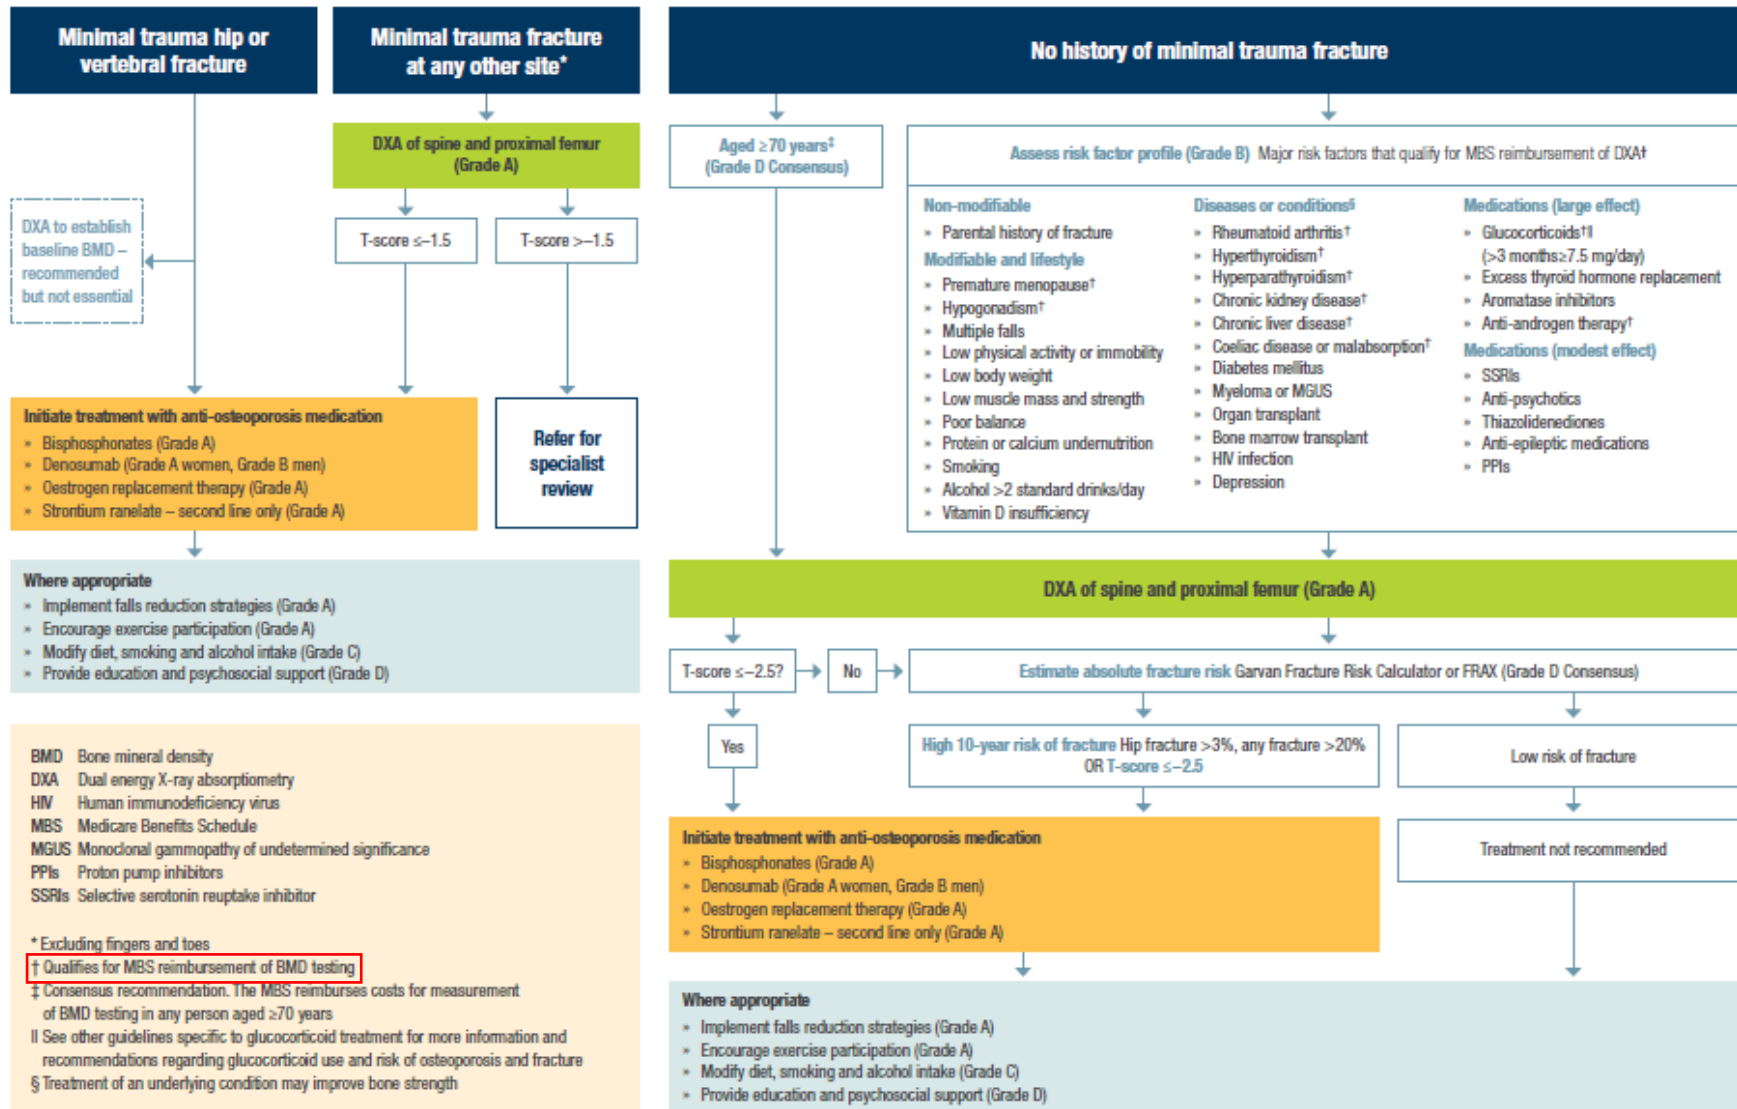 Minimal trauma hip or
vertebral fracture
DXA to establish
baseline BMD –
recommended
but not essential
Minimal trauma fracture
at any other site*
DXA of spine and proximal femur
(Grade A)
T-score ≤–1.5
T-score >–1.5
Initiate treatment with anti-osteoporosis medication
» Bisphosphonates (Grade A)
» Denosumab (Grade A women, Grade B men)
» Oestrogen replacement therapy (Grade A)
» Strontium ranelate – second line only (Grade A)
Refer for
specialist
review
Where appropriate
» Implement falls reduction strategies (Grade A)
» Encourage exercise participation (Grade A)
» Modify diet, smoking and alcohol intake (Grade C)
» Provide education and psychosocial support (Grade D)
BMD Bone mineral density
DXA Dual energy X-ray absorptiometry
HIV Human immunodeficiency virus
MBS Medicare Benefits Schedule
MGUS Monoclonal gammopathy of undetermined significance
PPIs Proton pump inhibitors
SSRIs Selective serotonin reuptake inhibitor
* Excluding fingers and toes
† Qualifies for MBS reimbursement of BMD testing
‡ Consensus recommendation. The MBS reimburses costs for measurement
of BMD testing in any person aged ≥70 years
|| See other guidelines specific to glucocorticoid treatment for more information and
recommendations regarding glucocorticoid use and risk of osteoporosis and fracture
§ Treatment of an underlying condition may improve bone strength
No history of minimal trauma fracture
Aged ≥70 years‡
(Grade D Consensus)
Assess risk factor profile (Grade B) Major risk factors that qualify for MBS reimbursement of DXA†
Non-modifiable
» Parental history of fracture
Modifiable and lifestyle
» Premature menopause†
» Hypogonadism†
» Multiple falls
» Low physical activity or immobility
» Low body weight
» Low muscle mass and strength
» Poor balance
» Protein or calcium undernutrition
» Smoking
» Alcohol >2 standard drinks/day
» Vitamin D insufficiency
Diseases or conditions§
» Rheumatoid arthritis†
» Hyperthyroidism†
» Hyperparathyroidism†
» Chronic kidney disease†
» Chronic liver disease†
» Coeliac disease or malabsorption†
» Diabetes mellitus
» Myeloma or MGUS
» Organ transplant
» Bone marrow transplant
» HIV infection
» Depression
Medications (large effect)
» Glucocorticoids†||
(>3 months≥7.5 mg/day)
» Excess thyroid hormone replacement
» Aromatase inhibitors
» Anti-androgen therapy†
Medications (modest effect)
» SSRIs
» Anti-psychotics
» Thiazolidenediones
» Anti-epileptic medications
» PPIs
DXA of spine and proximal femur (Grade A)
T-score ≤–2.5?
No
Estimate absolute fracture risk Garvan Fracture Risk Calculator or FRAX (Grade D Consensus)
Yes
High 10-year risk of fracture Hip fracture >3%, any fracture >20%
OR T-score ≤–2.5
Low risk of fracture
Initiate treatment with anti-osteoporosis medication
» Bisphosphonates (Grade A)
» Denosumab (Grade A women, Grade B men)
» Oestrogen replacement therapy (Grade A)
» Strontium ranelate – second line only (Grade A)
Treatment not recommended
Where appropriate
» Implement falls reduction strategies (Grade A)
» Encourage exercise participation (Grade A)
» Modify diet, smoking and alcohol intake (Grade C)
» Provide education and psychosocial support (Grade D)